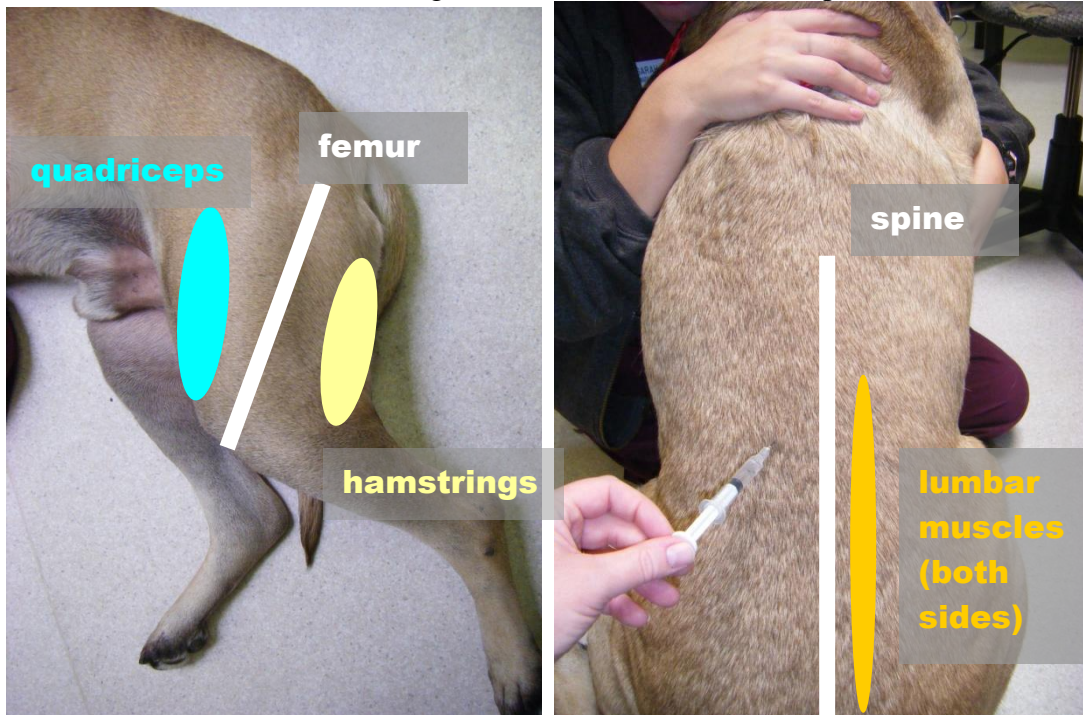 quadriceps
femur
hamstrings
spine
lumbar
muscles
(both
sides)